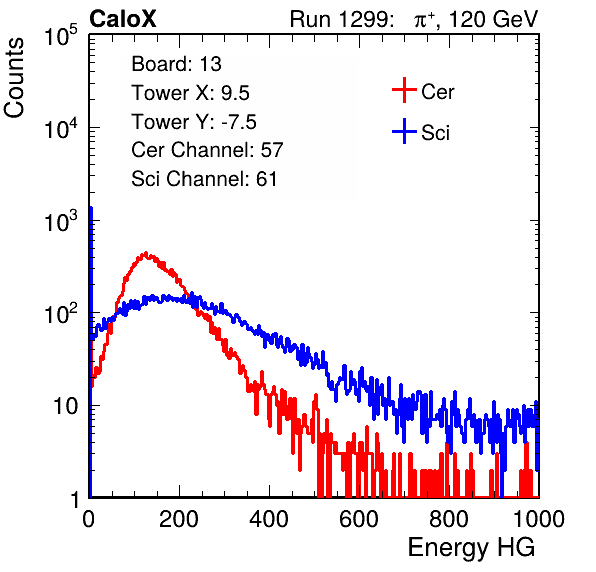 CaloX Run 1299: π⁺, 120 GeV
Counts
10⁵
10⁴
10³
10²
10
1
Board: 13
Tower X: 9.5
Tower Y: -7.5
Cer Channel: 57
Sci Channel: 61
Cer
Sci
0 200 400 600 800 1000
Energy HG